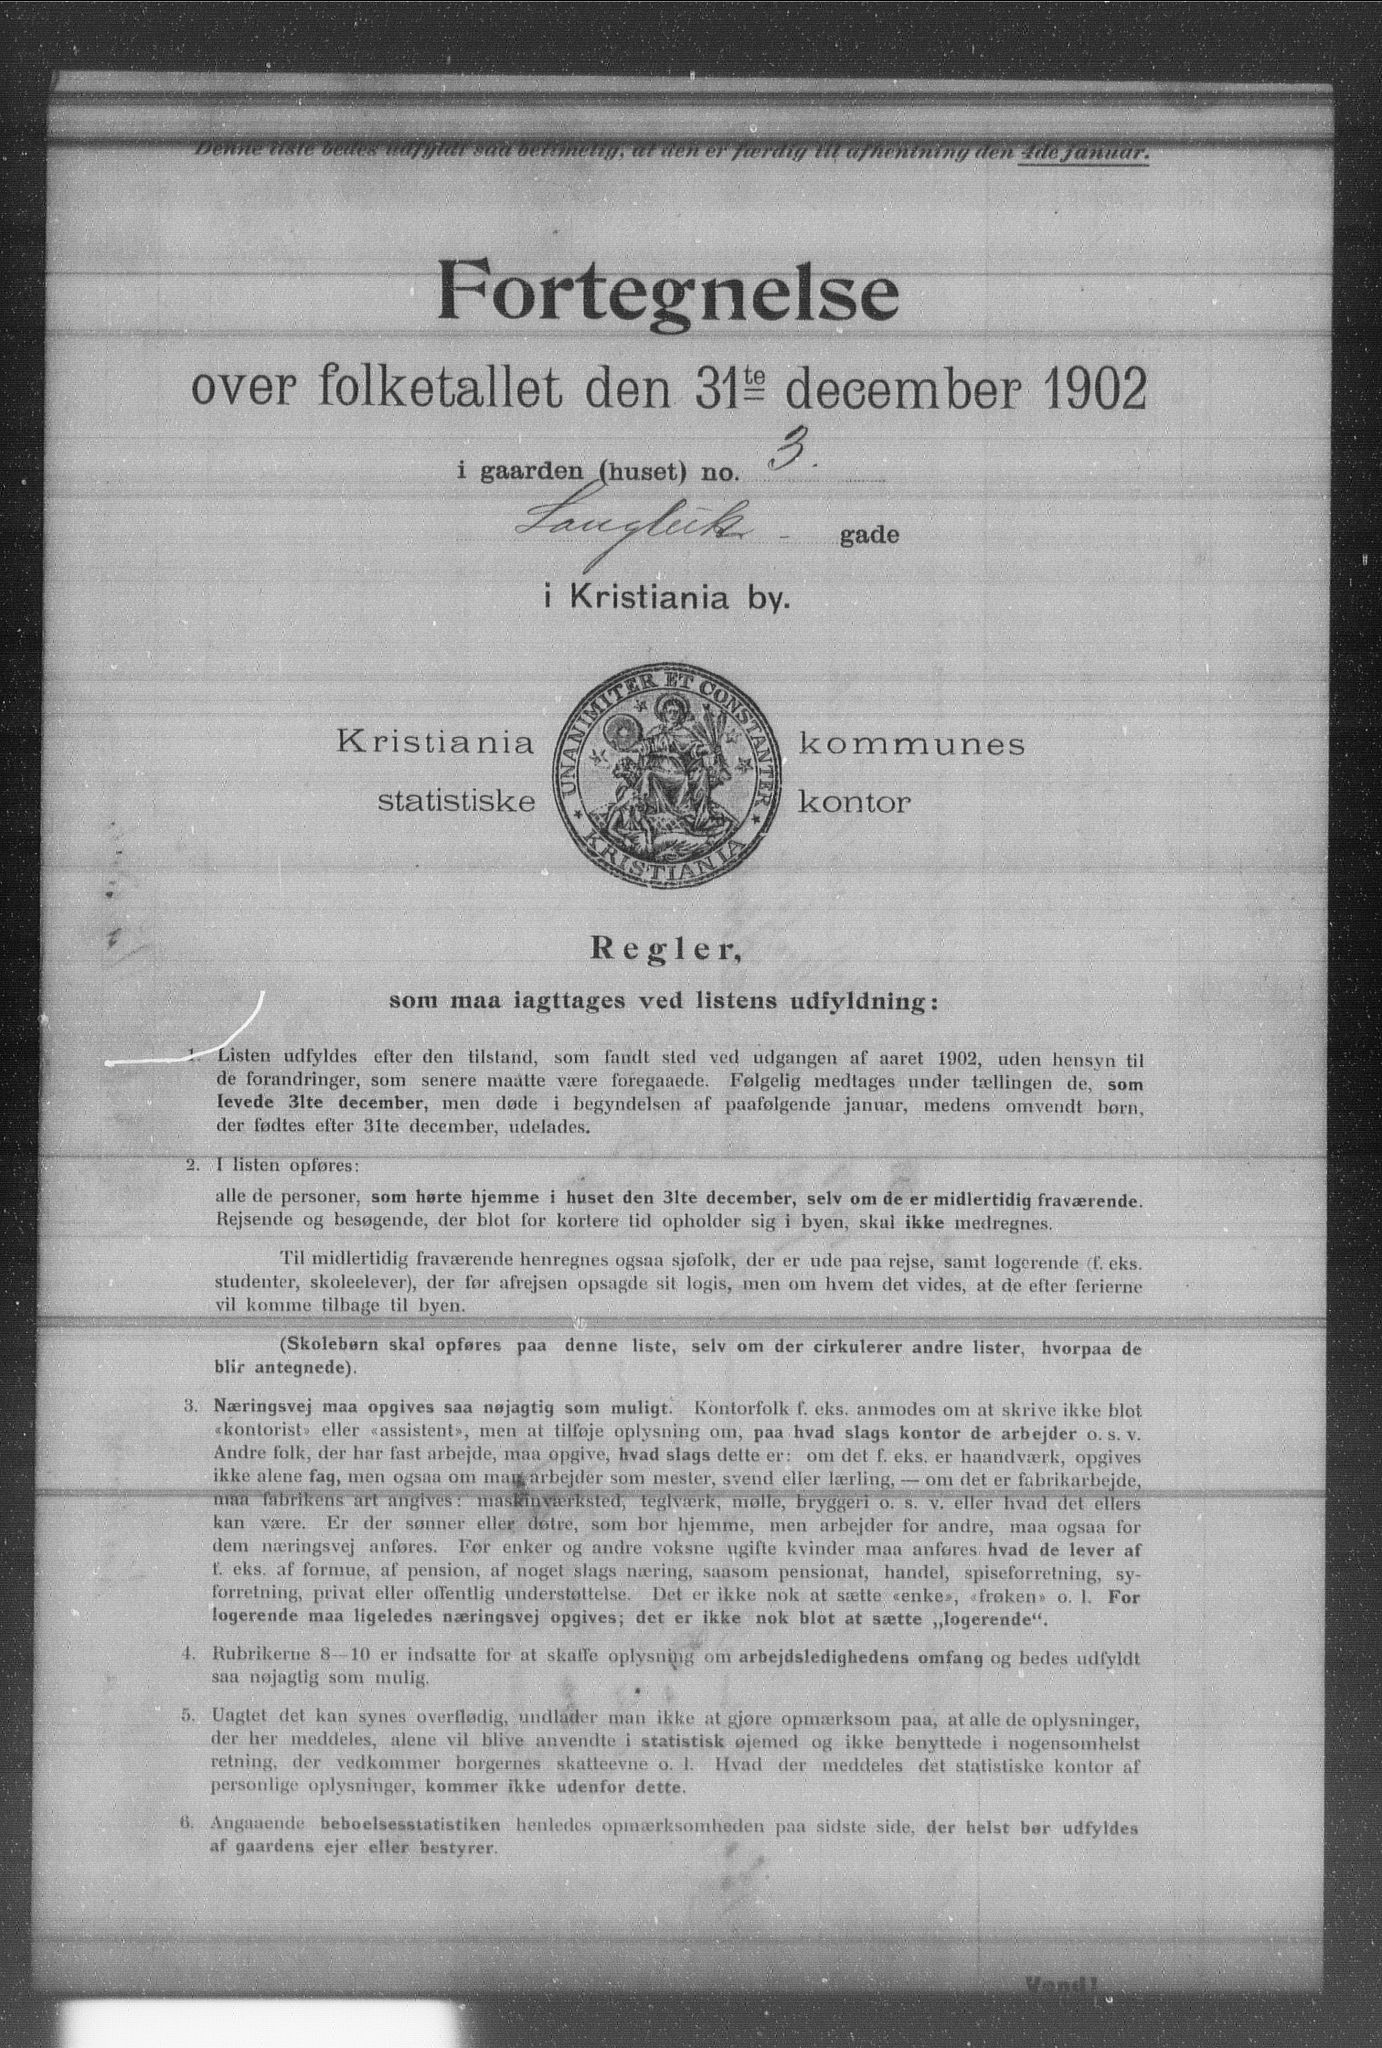 Denne liste bedes udfyldt saa betimelig, at den er færdig til afhentning den 4de januar.
Fortegnelse
over folketallet den 31te december 1902
i gaarden (huset) no. 3.
Langleik - gade
i Kristiania by.
UNANIMITER ET CONSTANTER
★ KRISTIANIA ★
Kristiania kommunes
statistiske kontor
Regler,
som maa iagttages ved listens udfyldning:
1. Listen udfyldes efter den tilstand, som fandt sted ved udgangen af aaret 1902, uden hensyn til
de forandringer, som senere maatte være foregaaede. Følgelig medtages under tællingen de, som
levede 31te december, men døde i begyndelsen af paafølgende januar, medens omvendt børn,
der fødtes efter 31te december, udelades.
2. I listen opføres:
alle de personer, som hørte hjemme i huset den 31te december, selv om de er midlertidig fraværende.
Rejsende og besøgende, der blot for kortere tid opholder sig i byen, skal ikke medregnes.
Til midlertidig fraværende henregnes ogsaa sjøfolk, der er ude paa rejse, samt logerende (f. eks.
studenter, skoleelever), der før afrejsen opsagde sit logis, men om hvem det vides, at de efter ferierne
vil komme tilbage til byen.
(Skolebørn skal opføres paa denne liste, selv om der cirkulerer andre lister, hvorpaa de
blir antegnede).
3. Næringsvej maa opgives saa nøjagtig som muligt. Kontorfolk f. eks. anmodes om at skrive ikke blot
«kontorist» eller «assistent», men at tilføje oplysning om, paa hvad slags kontor de arbejder o. s. v.
Andre folk, der har fast arbejde, maa opgive, hvad slags dette er: om det f. eks. er haandværk, opgives
ikke alene fag, men ogsaa om man arbejder som mester, svend eller lærling, — om det er fabrikarbejde,
maa fabrikens art angives: maskinværksted, teglværk, mølle, bryggeri o. s. v. eller hvad det ellers
kan være. Er der sønner eller døtre, som bor hjemme, men arbejder for andre, maa ogsaa for
dem næringsvej anføres. For enker og andre voksne ugifte kvinder maa anføres hvad de lever af
f. eks. af formue, af pension, af noget slags næring, saasom pensionat, handel, spiseforretning, sy-
forretning, privat eller offentlig understøttelse. Det er ikke nok at sætte «enke», «frøken» o. l. For
logerende maa ligeledes næringsvej opgives; det er ikke nok blot at sætte „logerende“.
4. Rubrikerne 8—10 er indsatte for at skaffe oplysning om arbejdsledighedens omfang og bedes udfyldt
saa nøjagtig som mulig.
5. Uagtet det kan synes overflødig, undlader man ikke at gjøre opmærksom paa, at alle de oplysninger,
der her meddeles, alene vil blive anvendte i statistisk øjemed og ikke benyttede i nogensomhelst
retning, der vedkommer borgernes skatteevne o. l. Hvad der meddeles det statistiske kontor af
personlige oplysninger, kommer ikke udenfor dette.
6. Angaaende beboelsesstatistiken henledes opmærksomheden paa sidste side, der helst bør udfyldes
af gaardens ejer eller bestyrer.
Vend!